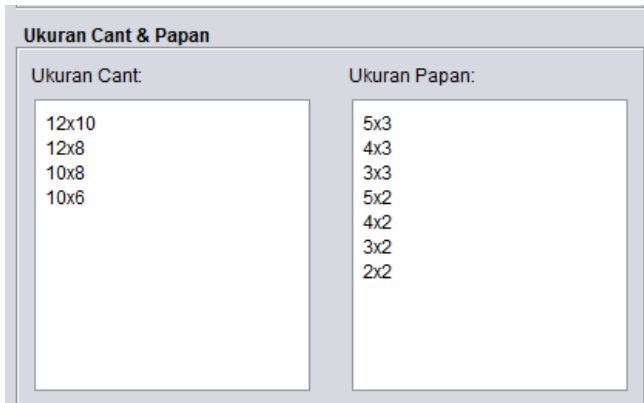 Ukuran Cant & Papan
Ukuran Cant:
12x10
12x8
10x8
10x6
Ukuran Papan:
5x3
4x3
3x3
5x2
4x2
3x2
2x2